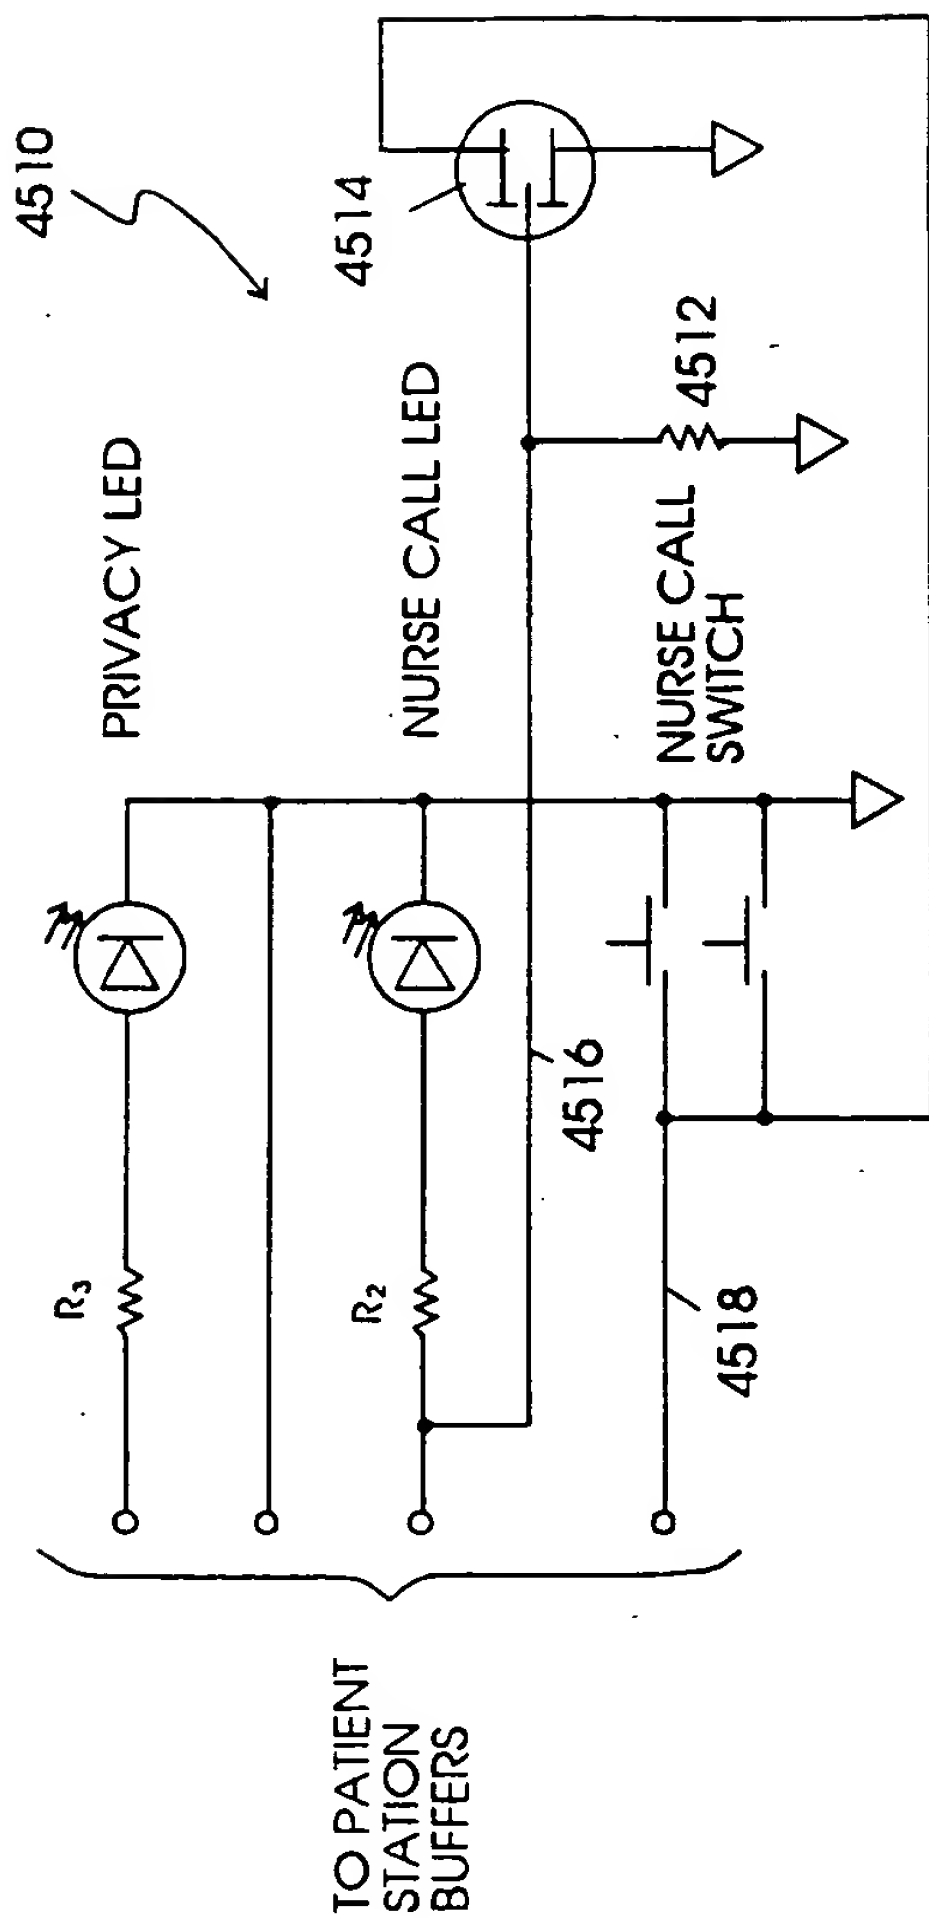 4510
PRIVACY LED
R3
4514
NURSE CALL LED
R2
4516
4512
NURSE CALL
SWITCH
4518
TO PATIENT
STATION
BUFFERS